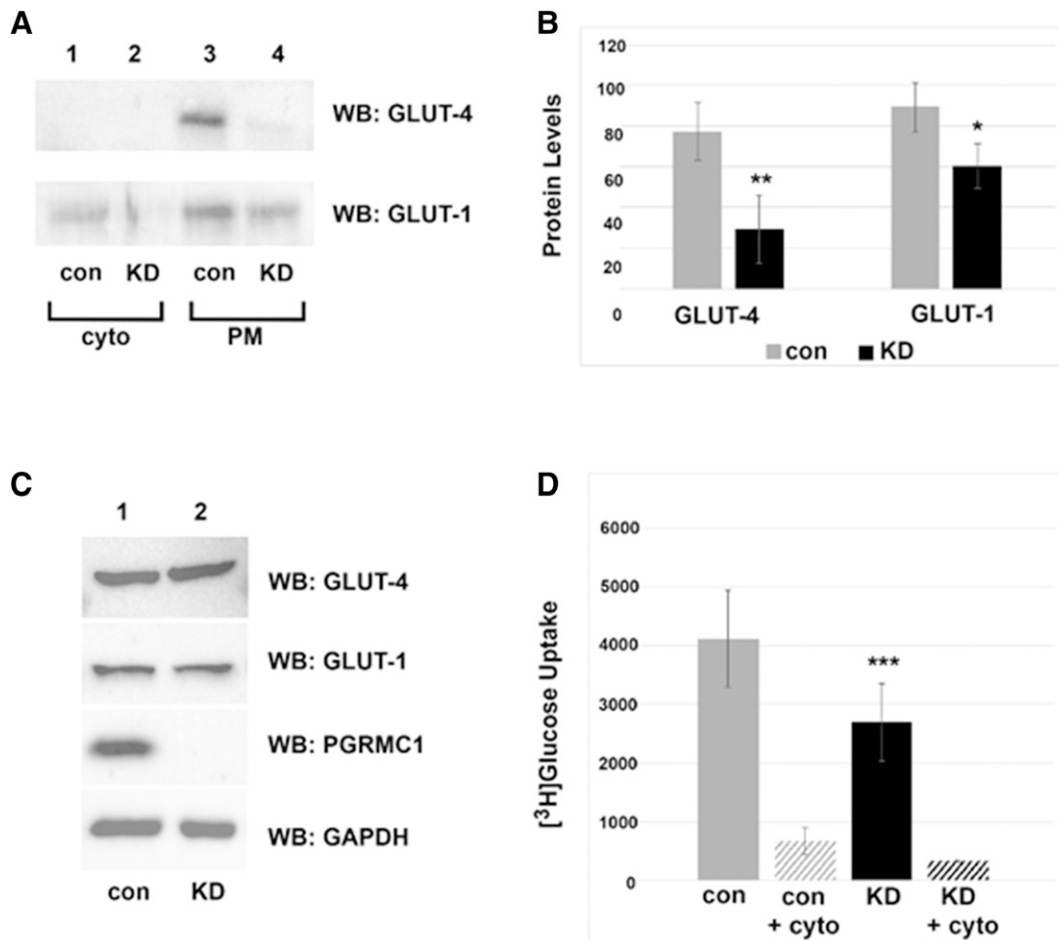 A
1 2 3 4
WB: GLUT-4
WB: GLUT-1
con KD con KD
cyto PM
B
Protein Levels
120
100
80
60
40
20
0
**
*
GLUT-4 GLUT-1
con KD
C
1 2
WB: GLUT-4
WB: GLUT-1
WB: PGRMC1
WB: GAPDH
con KD
D
[³H]Glucose Uptake
6000
5000
4000
3000
2000
1000
0
***
con con KD KD
+ cyto + cyto